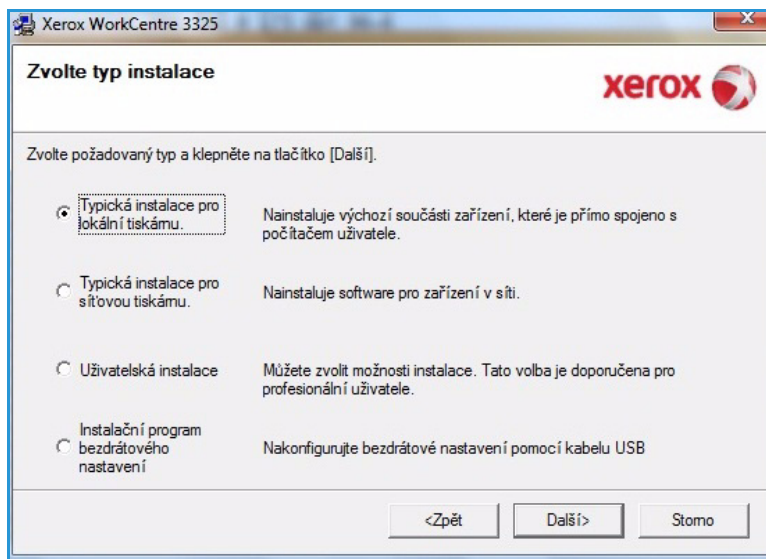 Xerox WorkCentre 3325
Zvolte typ instalace
xerox
Zvolte požadovaný typ a klepněte na tlačítko [Další].
Typická instalace pro
lokální tiskámu.
Nainstaluje výchozí součásti zařízení, které je přímo spojeno s
počítačem uživatele.
Typická instalace pro
síťovou tiskámu.
Nainstaluje software pro zařízení v síti.
Uživatelská instalace
Můžete zvolit možnosti instalace. Tato volba je doporučena pro
profesionální uživatele.
Instalační program
bezdrátového
nastavení
Nakonfigurujte bezdrátové nastavení pomocí kabelu USB
<Zpět
Další>
Storno